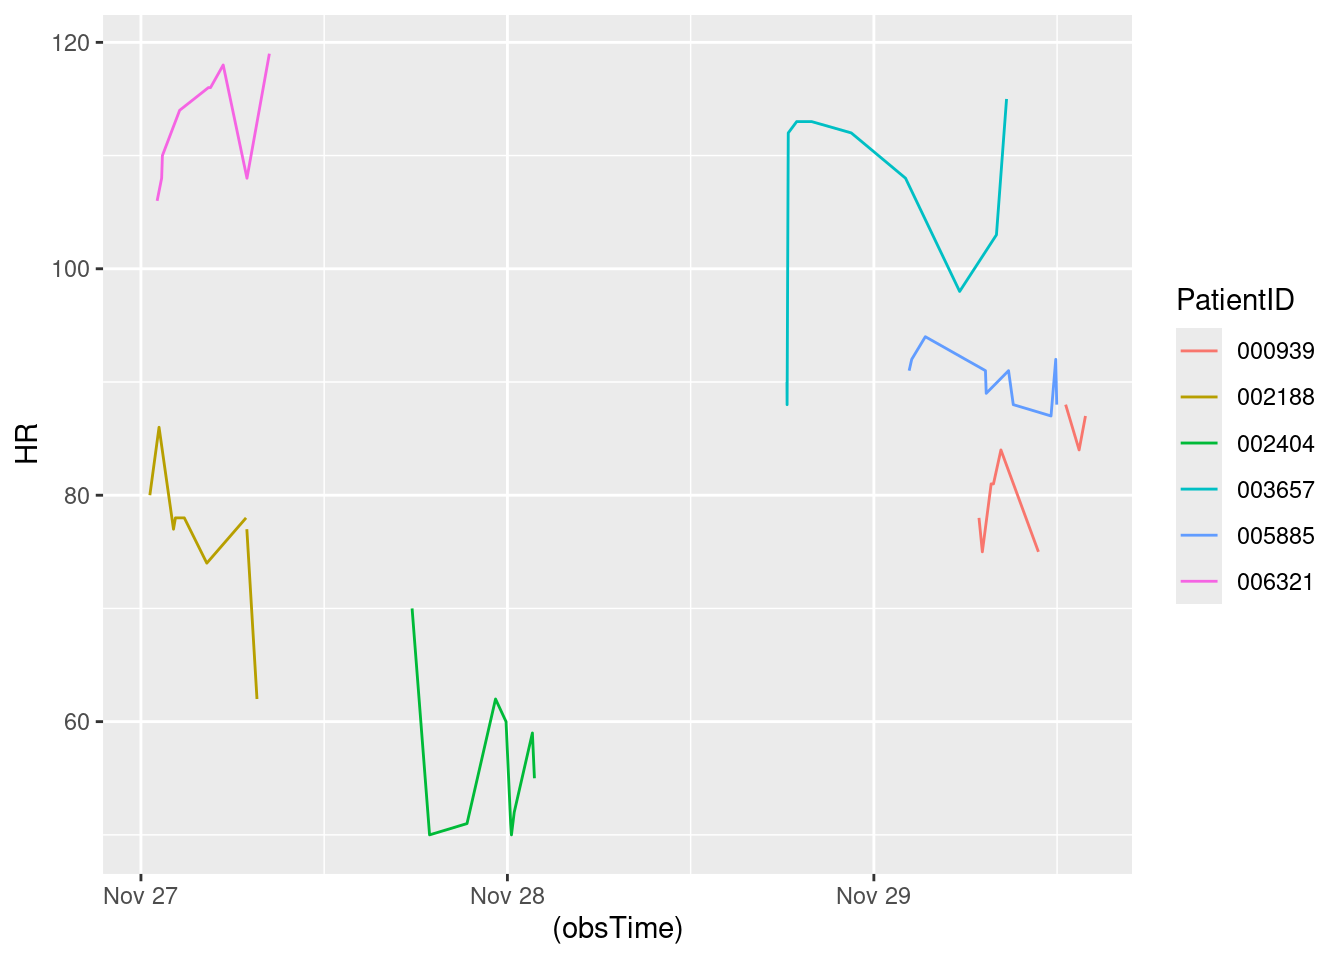 120
100
80
60
HR
Nov 27
Nov 28
Nov 29
(obsTime)
PatientID
000939
002188
002404
003657
005885
006321